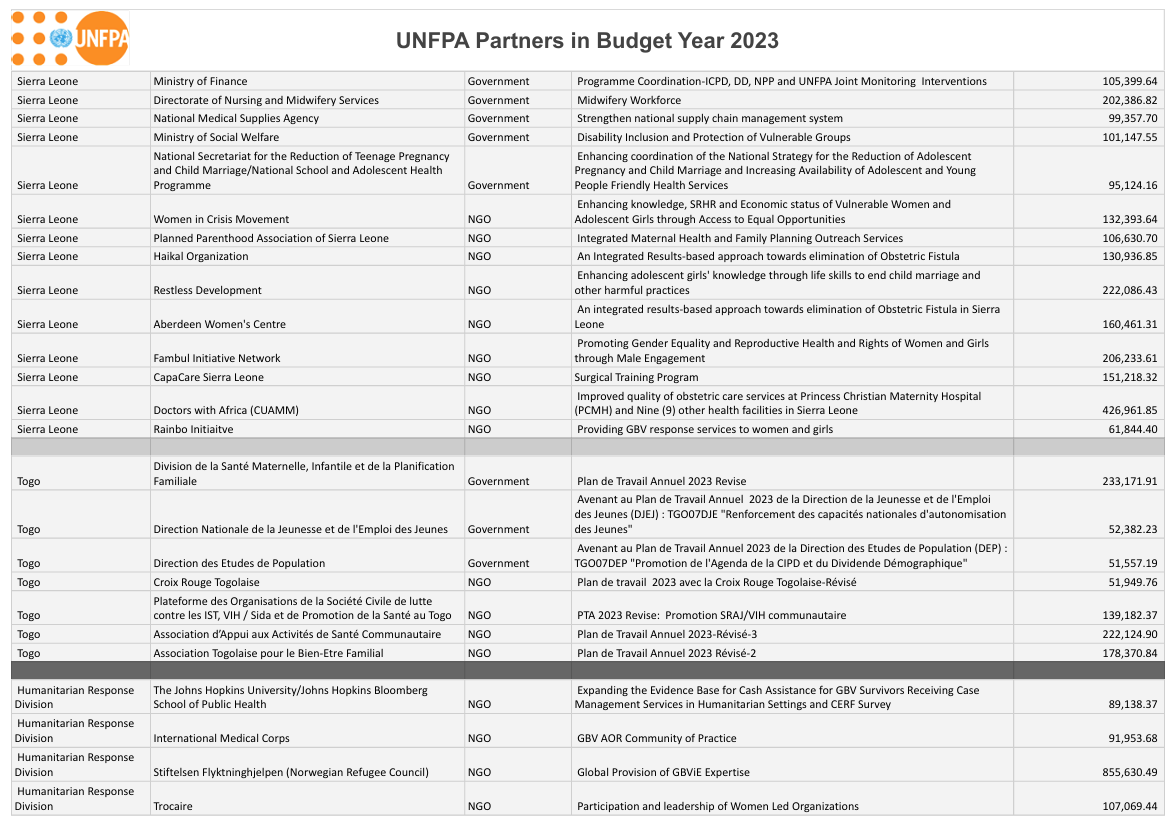 UNFPA
UNFPA Partners in Budget Year 2023
Sierra Leone Ministry of Finance Government Programme Coordination-ICPD, DD, NPP and UNFPA Joint Monitoring Interventions 105,399.64
Sierra Leone Directorate of Nursing and Midwifery Services Government Midwifery Workforce 202,386.82
Sierra Leone National Medical Supplies Agency Government Strengthen national supply chain management system 99,357.70
Sierra Leone Ministry of Social Welfare Government Disability Inclusion and Protection of Vulnerable Groups 101,147.55
National Secretariat for the Reduction of Teenage Pregnancy Enhancing coordination of the National Strategy for the Reduction of Adolescent
and Child Marriage/National School and Adolescent Health Pregnancy and Child Marriage and Increasing Availability of Adolescent and Young
Sierra Leone Programme Government People Friendly Health Services 95,124.16
Enhancing knowledge, SRHR and Economic status of Vulnerable Women and
Sierra Leone Women in Crisis Movement NGO Adolescent Girls through Access to Equal Opportunities 132,393.64
Sierra Leone Planned Parenthood Association of Sierra Leone NGO Integrated Maternal Health and Family Planning Outreach Services 106,630.70
Sierra Leone Haikal Organization NGO An Integrated Results-based approach towards elimination of Obstetric Fistula 130,936.85
Enhancing adolescent girls' knowledge through life skills to end child marriage and
Sierra Leone Restless Development NGO other harmful practices 222,086.43
An integrated results-based approach towards elimination of Obstetric Fistula in Sierra
Sierra Leone Aberdeen Women's Centre NGO Leone 160,461.31
Promoting Gender Equality and Reproductive Health and Rights of Women and Girls
Sierra Leone Fambul Initiative Network NGO through Male Engagement 206,233.61
Sierra Leone CapaCare Sierra Leone NGO Surgical Training Program 151,218.32
Improved quality of obstetric care services at Princess Christian Maternity Hospital
Sierra Leone Doctors with Africa (CUAMM) NGO (PCMH) and Nine (9) other health facilities in Sierra Leone 426,961.85
Sierra Leone Rainbo Initiaitve NGO Providing GBV response services to women and girls 61,844.40
Division de la Santé Maternelle, Infantile et de la Planification
Togo Familiale Government Plan de Travail Annuel 2023 Revise 233,171.91
Avenant au Plan de Travail Annuel 2023 de la Direction de la Jeunesse et de l'Emploi
des Jeunes (DJEJ) : TGO07DJE "Renforcement des capacités nationales d'autonomisation
Togo Direction Nationale de la Jeunesse et de l'Emploi des Jeunes Government des Jeunes" 52,382.23
Avenant au Plan de Travail Annuel 2023 de la Direction des Etudes de Population (DEP) :
Togo Direction des Etudes de Population Government TGO07DEP "Promotion de l'Agenda de la CIPD et du Dividende Démographique" 51,557.19
Togo Croix Rouge Togolaise NGO Plan de travail 2023 avec la Croix Rouge Togolaise-Révisé 51,949.76
Plateforme des Organisations de la Société Civile de lutte
Togo contre les IST, VIH / Sida et de Promotion de la Santé au Togo NGO PTA 2023 Revise: Promotion SRAJ/VIH communautaire 139,182.37
Togo Association d’Appui aux Activités de Santé Communautaire NGO Plan de Travail Annuel 2023-Révisé-3 222,124.90
Togo Association Togolaise pour le Bien-Etre Familial NGO Plan de Travail Annuel 2023 Révisé-2 178,370.84
Humanitarian Response The Johns Hopkins University/Johns Hopkins Bloomberg Expanding the Evidence Base for Cash Assistance for GBV Survivors Receiving Case
Division School of Public Health NGO Management Services in Humanitarian Settings and CERF Survey 89,138.37
Humanitarian Response
Division International Medical Corps NGO GBV AOR Community of Practice 91,953.68
Humanitarian Response
Division Stiftelsen Flyktninghjelpen (Norwegian Refugee Council) NGO Global Provision of GBViE Expertise 855,630.49
Humanitarian Response
Division Trocaire NGO Participation and leadership of Women Led Organizations 107,069.44